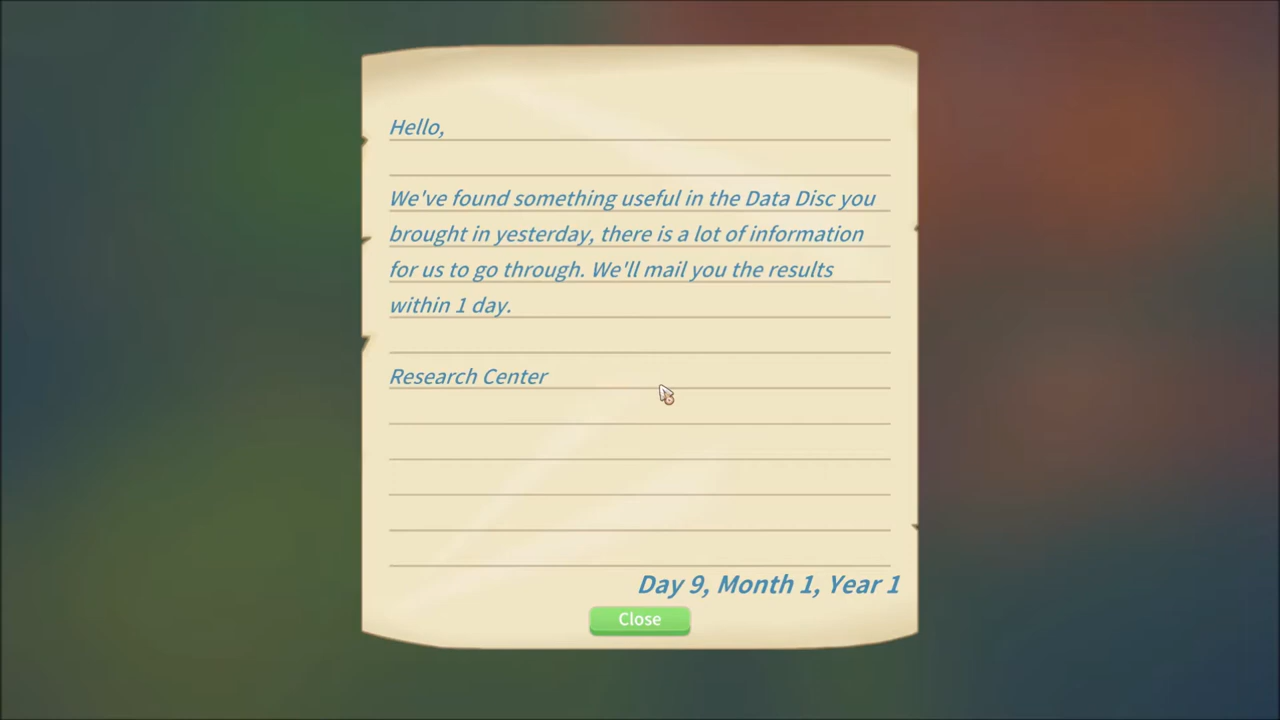 Hello,
We've found something useful in the Data Disc you
brought in yesterday, there is a lot of information
for us to go through. We'll mail you the results
within 1 day.
Research Center
Day 9, Month 1, Year 1
Close